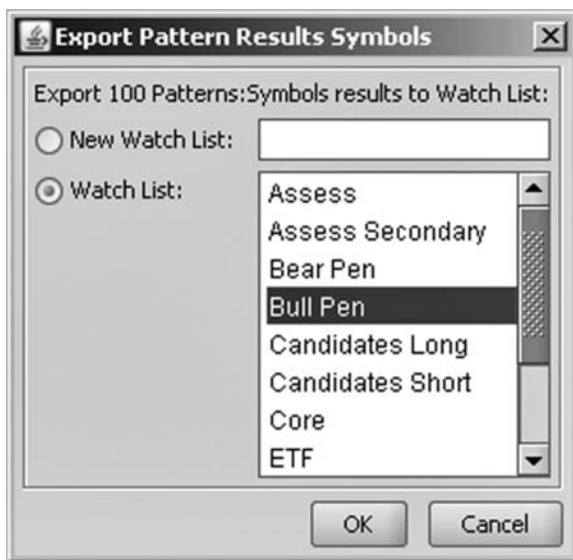 Export Pattern Results Symbols
Export 100 Patterns:Symbols results to Watch List:
New Watch List:
Watch List:
Assess
Assess Secondary
Bear Pen
Bull Pen
Candidates Long
Candidates Short
Core
ETF
OK Cancel